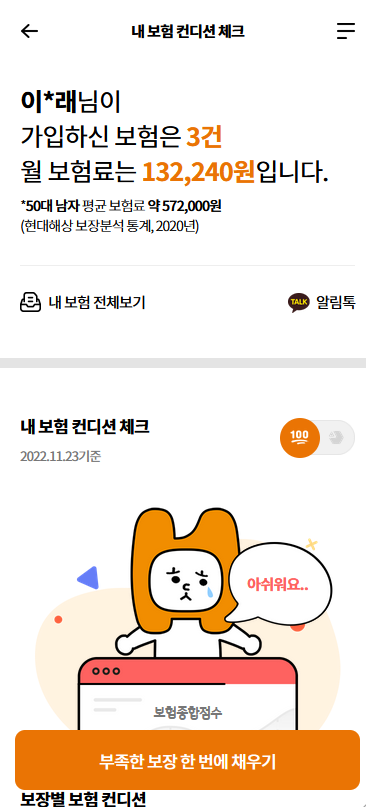 내 보험 컨디션 체크
이*래님이
가입하신 보험은 3건
월 보험료는 132,240원입니다.
*50대 남자 평균 보험료 약 572,000원
(현대해상 보장분석 통계, 2020년)
내 보험 전체보기
TALK 알림톡
내 보험 컨디션 체크
100
2022.11.23기준
아쉬워요..
보험종합점수
부족한 보장 한 번에 채우기
보장별 보험 컨디션